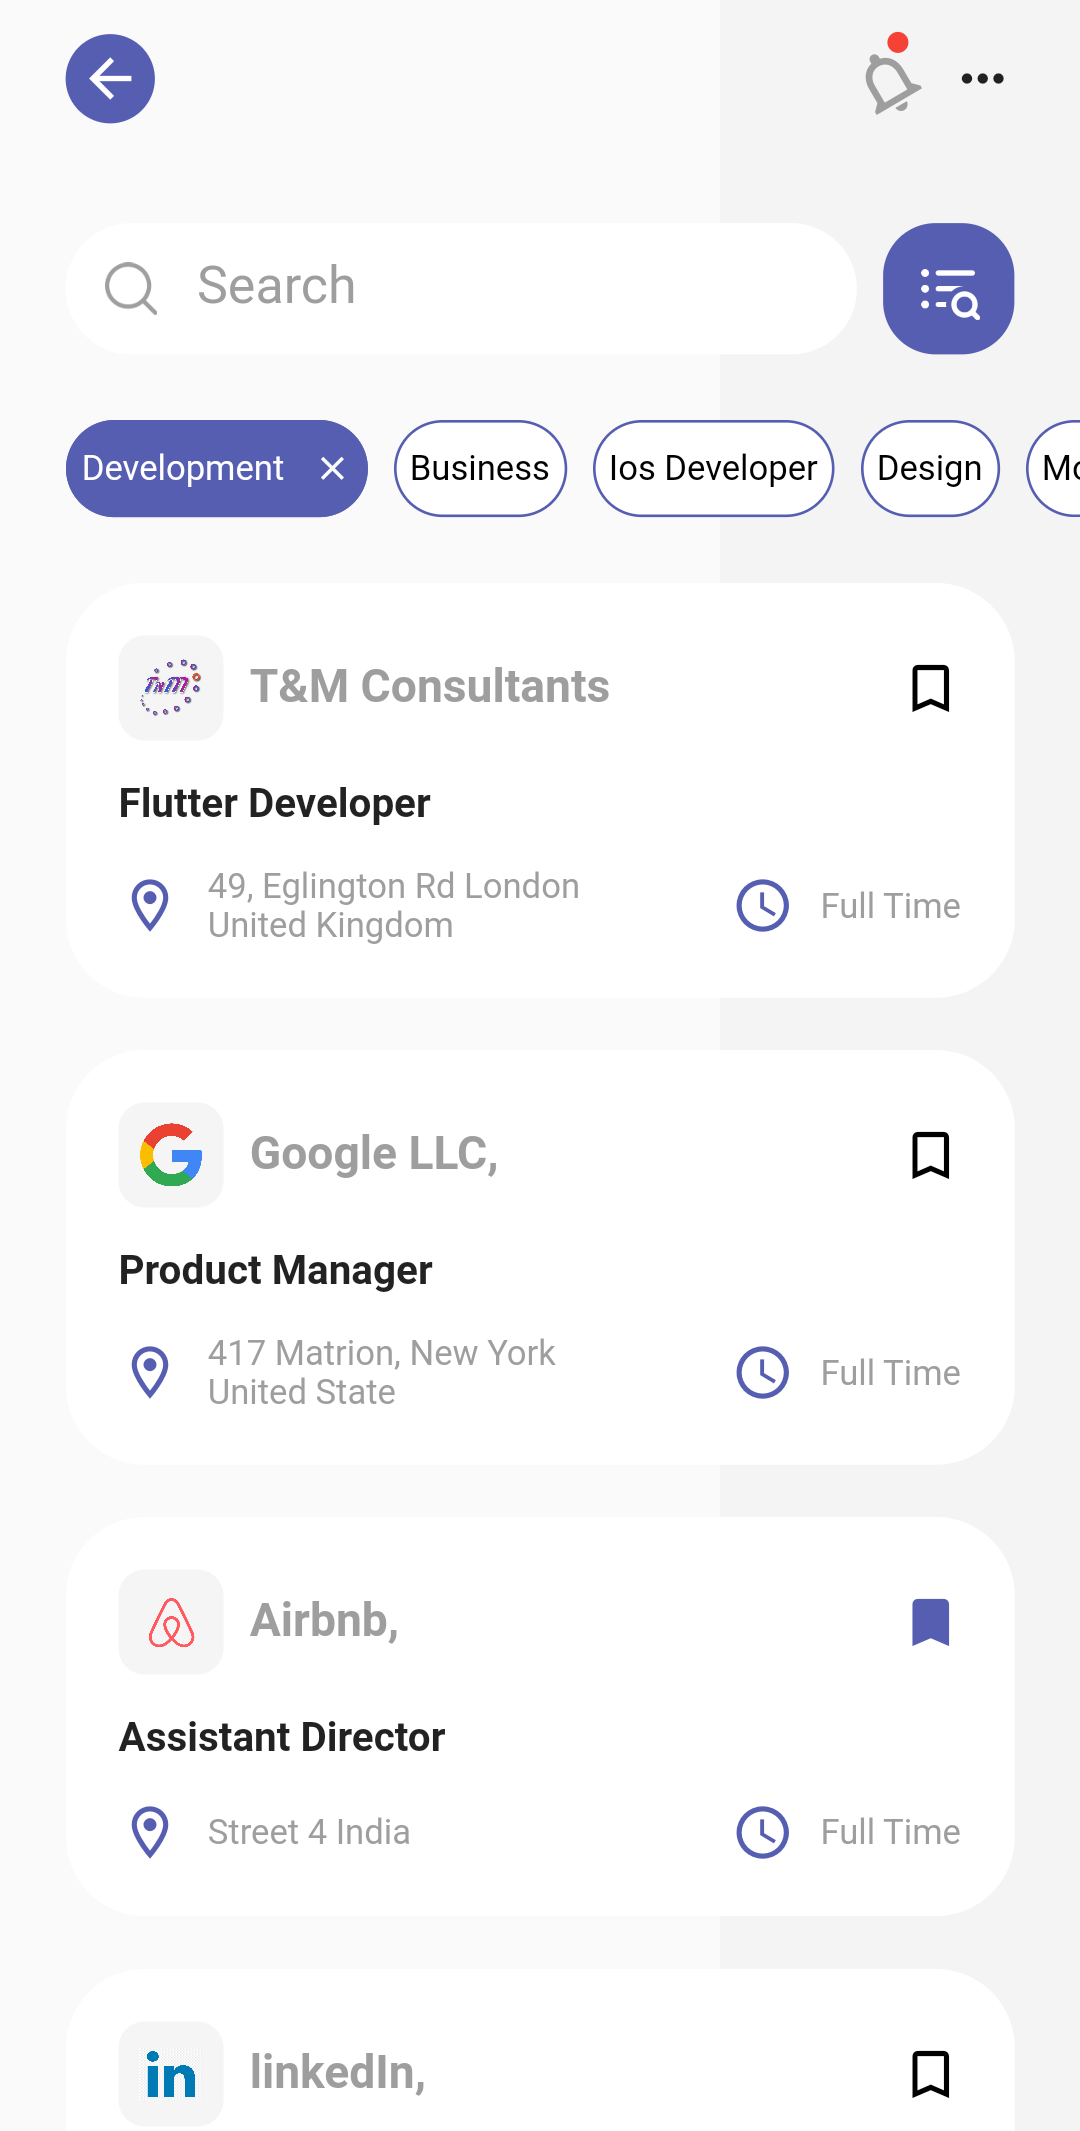 Search
Development
Business
Ios Developer
Design
Mo
T&M Consultants
Flutter Developer
49, Eglington Rd London
United Kingdom
Full Time
Google LLC,
Product Manager
417 Matrion, New York
United State
Full Time
Airbnb,
Assistant Director
Street 4 India
Full Time
in
linkedIn,